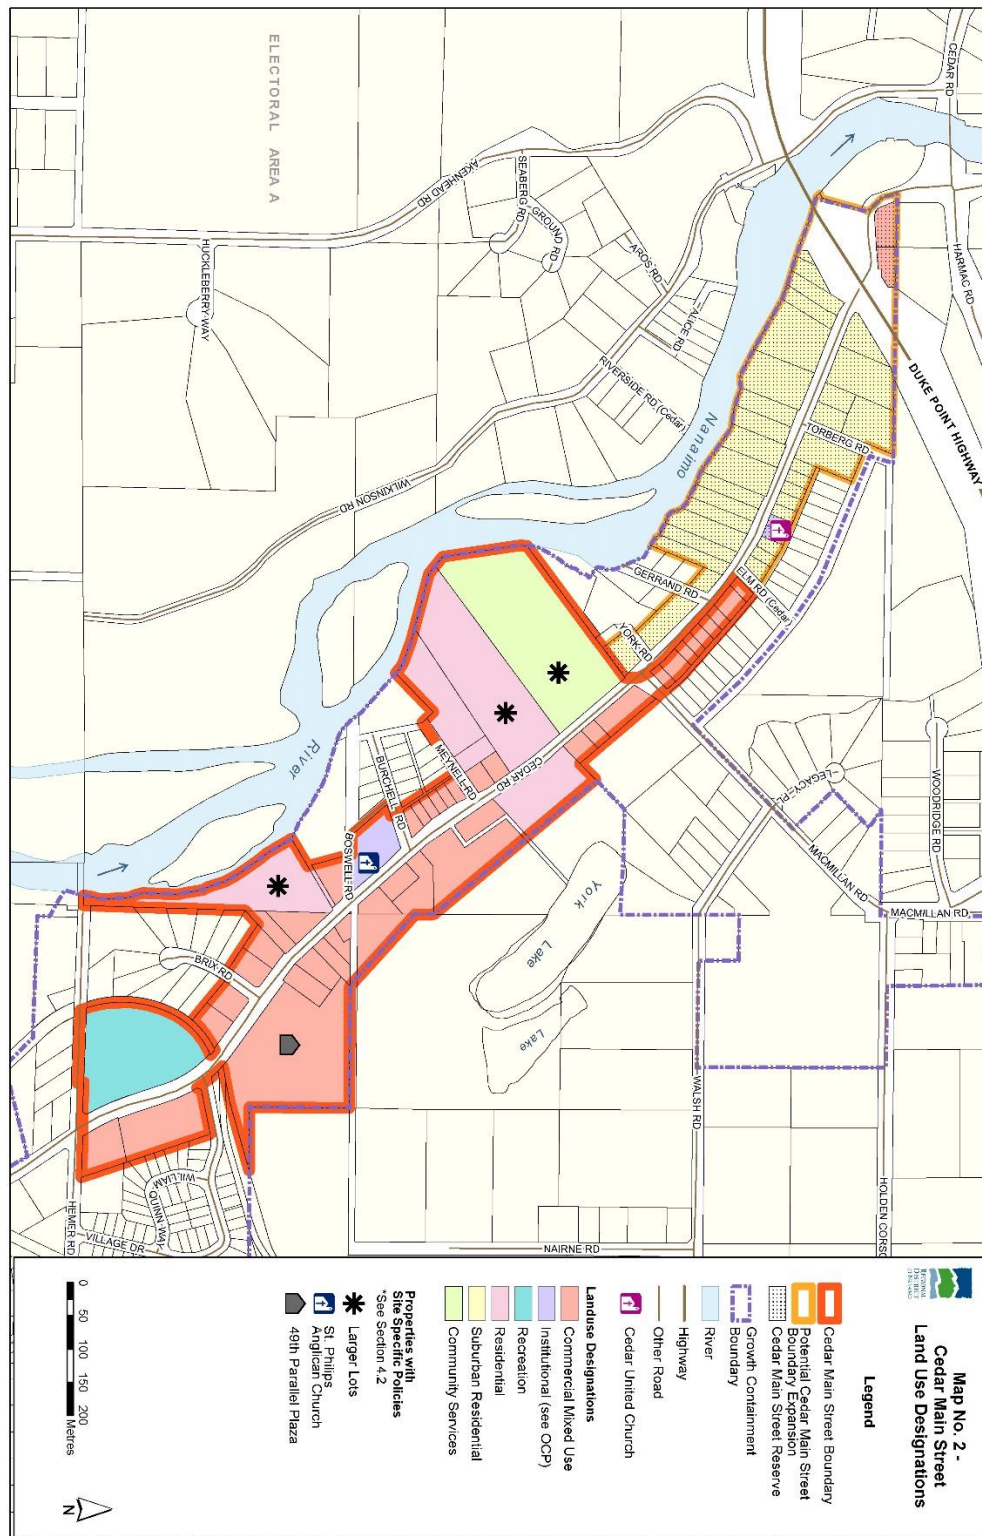 Map No. 2 -
Cedar Main Street
Land Use Designations
REGIONAL
DISTRICT
OF NANAIMO
Legend
Cedar Main Street Boundary
Potential Cedar Main Street
Boundary Expansion
Cedar Main Street Reserve
Growth Containment
Boundary
River
Highway
Other Road
Cedar United Church
Landuse Designations
Commercial Mixed Use
Institutional (see OCP)
Recreation
Residential
Suburban Residential
Community Services
Properties with
Site Specific Policies
*See Section 4.2
Larger Lots
St. Philips
Anglican Church
49th Parallel Plaza
0 50 100 150 200
Metres
N
ELECTORAL AREA A
CEDAR RD
HARMAC RD
DUKE POINT HIGHWAY
AKENHEAD RD
SEABERG RD
GROUND RD
HUCKLEBERRY WAY
AROS RD
ALICE RD
RIVERSIDE RD (Cedar)
WILKINSON RD
Nanaimo
River
TORBERG RD
ELM RD (Cedar)
GERRAND RD
YORK RD
CEDAR RD
MEYNELL RD
BURCHELL RD
BOSWELL RD
BRIX RD
York
Lake
Lake
LEGACY PL
WOODRIDGE RD
MACMILLAN RD
MACMILLAN RD
WALSH RD
HOLDEN CORSO
NAIRNE RD
WILLIAM
QUINN WAY
VILLAGE DR
HEMER RD